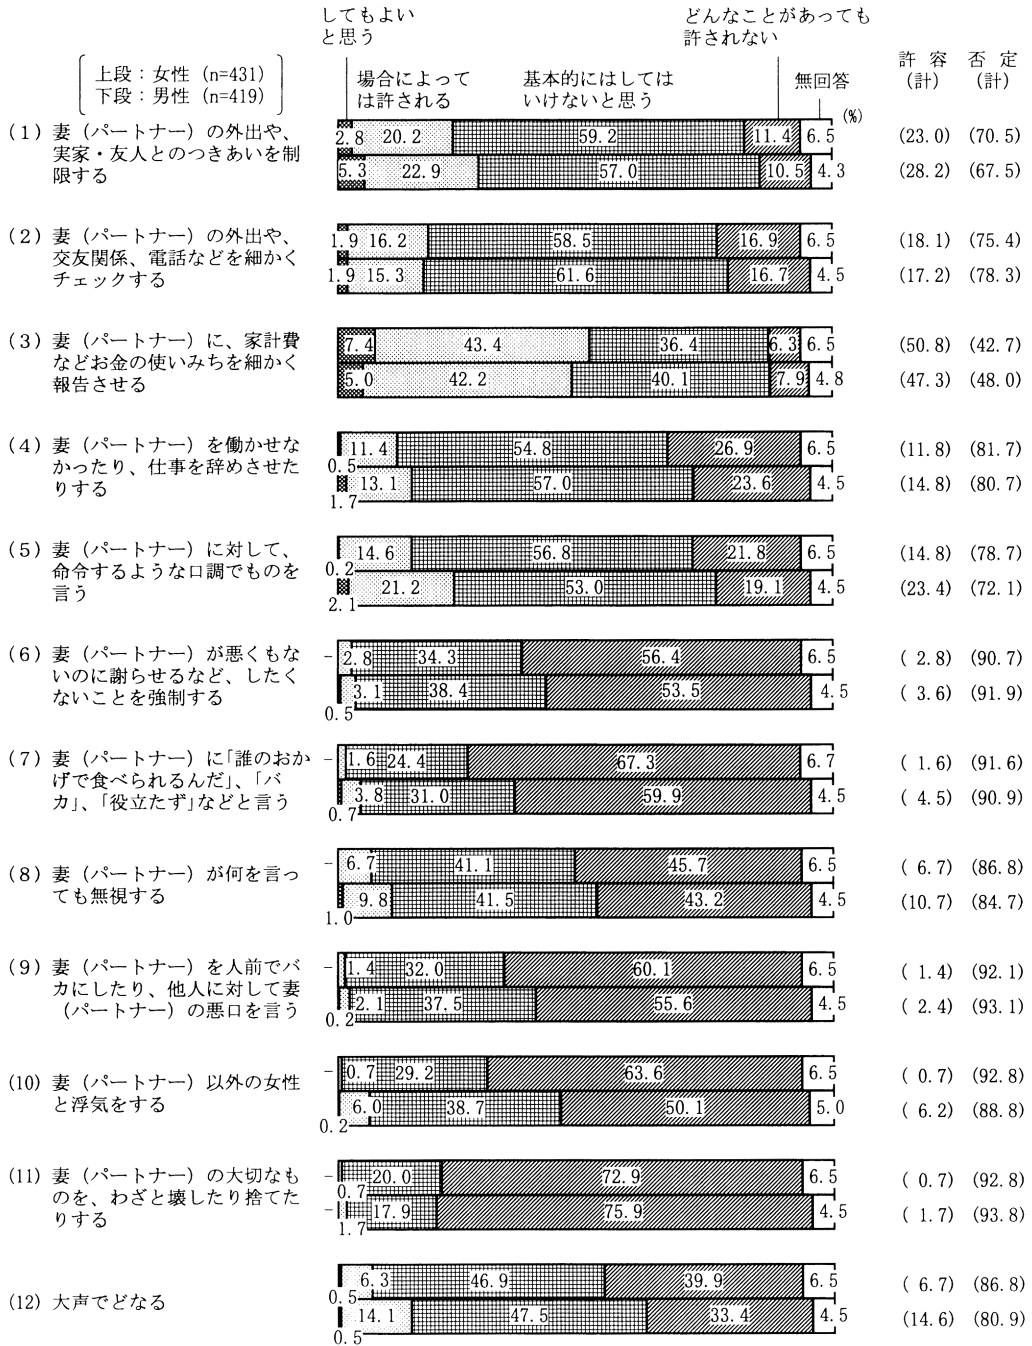 してもよい
と思う
どんなことがあっても
許されない
上段：女性 (n=431)
下段：男性 (n=419)
場合によって
は許される
基本的にはしては
いけないと思う
無回答
許 容
(計)
否 定
(計)
(%)
(1) 妻（パートナー）の外出や、
実家・友人とのつきあいを制
限する
2.8 20.2 59.2 11.4 6.5 (23.0) (70.5)
5.3 22.9 57.0 10.5 4.3 (28.2) (67.5)
(2) 妻（パートナー）の外出や、
交友関係、電話などを細かく
チェックする
1.9 16.2 58.5 16.9 6.5 (18.1) (75.4)
1.9 15.3 61.6 16.7 4.5 (17.2) (78.3)
(3) 妻（パートナー）に、家計費
などお金の使いみちを細かく
報告させる
7.4 43.4 36.4 6.3 6.5 (50.8) (42.7)
5.0 42.2 40.1 7.9 4.8 (47.3) (48.0)
(4) 妻（パートナー）を働かせな
かったり、仕事を辞めさせた
りする
0.5 11.4 54.8 26.9 6.5 (11.8) (81.7)
1.7 13.1 57.0 23.6 4.5 (14.8) (80.7)
(5) 妻（パートナー）に対して、
命令するような口調でものを
言う
0.2 14.6 56.8 21.8 6.5 (14.8) (78.7)
2.1 21.2 53.0 19.1 4.5 (23.4) (72.1)
(6) 妻（パートナー）が悪くもな
いのに謝らせるなど、したく
ないことを強制する
- 2.8 34.3 56.4 6.5 ( 2.8) (90.7)
0.5 3.1 38.4 53.5 4.5 ( 3.6) (91.9)
(7) 妻（パートナー）に「誰のおか
げで食べられるんだ」、「バ
カ」、「役立たず」などと言う
- 1.6 24.4 67.3 6.7 ( 1.6) (91.6)
0.7 3.8 31.0 59.9 4.5 ( 4.5) (90.9)
(8) 妻（パートナー）が何を言っ
ても無視する
- 6.7 41.1 45.7 6.5 ( 6.7) (86.8)
1.0 9.8 41.5 43.2 4.5 (10.7) (84.7)
(9) 妻（パートナー）を人前でバ
カにしたり、他人に対して妻
（パートナー）の悪口を言う
- 1.4 32.0 60.1 6.5 ( 1.4) (92.1)
0.2 2.1 37.5 55.6 4.5 ( 2.4) (93.1)
(10) 妻（パートナー）以外の女性
と浮気をする
- 0.7 29.2 63.6 6.5 ( 0.7) (92.8)
0.2 6.0 38.7 50.1 5.0 ( 6.2) (88.8)
(11) 妻（パートナー）の大切なも
のを、わざと壊したり捨てた
りする
- 0.7 20.0 72.9 6.5 ( 0.7) (92.8)
- 1.7 17.9 75.9 4.5 ( 1.7) (93.8)
(12) 大声でどなる
0.5 6.3 46.9 39.9 6.5 ( 6.7) (86.8)
0.5 14.1 47.5 33.4 4.5 (14.6) (80.9)